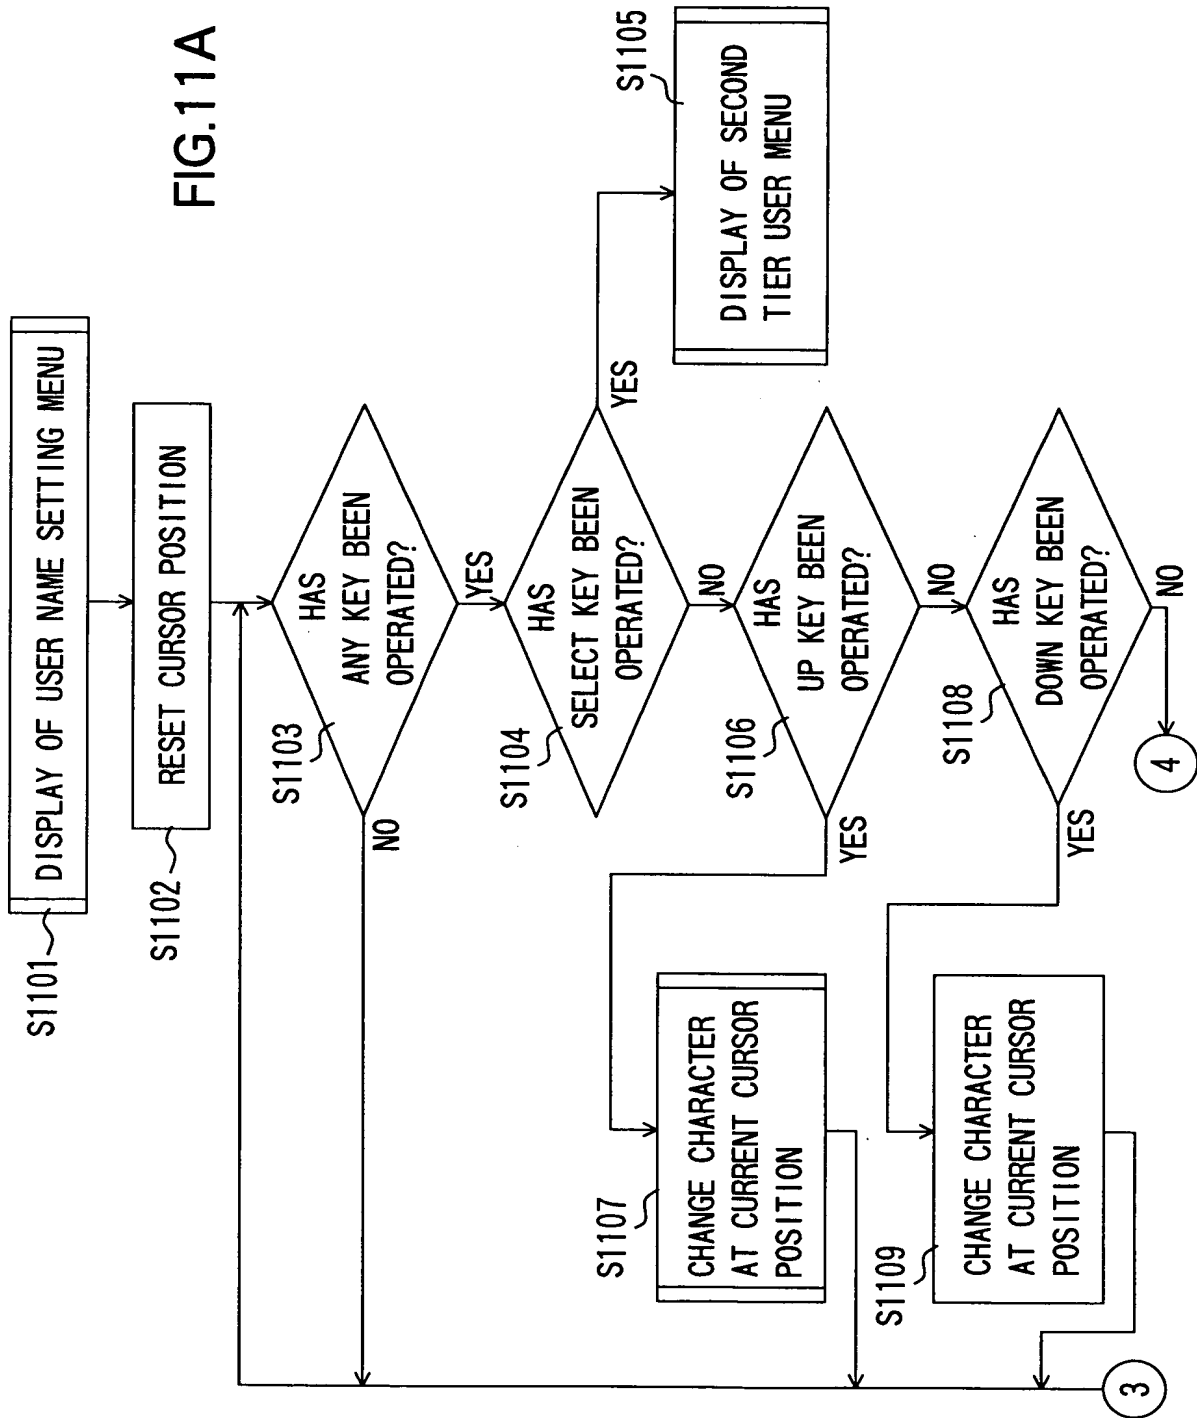 FIG.11A
S1101
DISPLAY OF USER NAME SETTING MENU
S1102
RESET CURSOR POSITION
S1103
HAS
ANY KEY BEEN
OPERATED?
NO
YES
S1104
HAS
SELECT KEY BEEN
OPERATED?
YES
NO
S1105
DISPLAY OF SECOND
TIER USER MENU
S1106
HAS
UP KEY BEEN
OPERATED?
YES
NO
S1107
CHANGE CHARACTER
AT CURRENT CURSOR
POSITION
S1108
HAS
DOWN KEY BEEN
OPERATED?
YES
NO
S1109
CHANGE CHARACTER
AT CURRENT CURSOR
POSITION
3
4